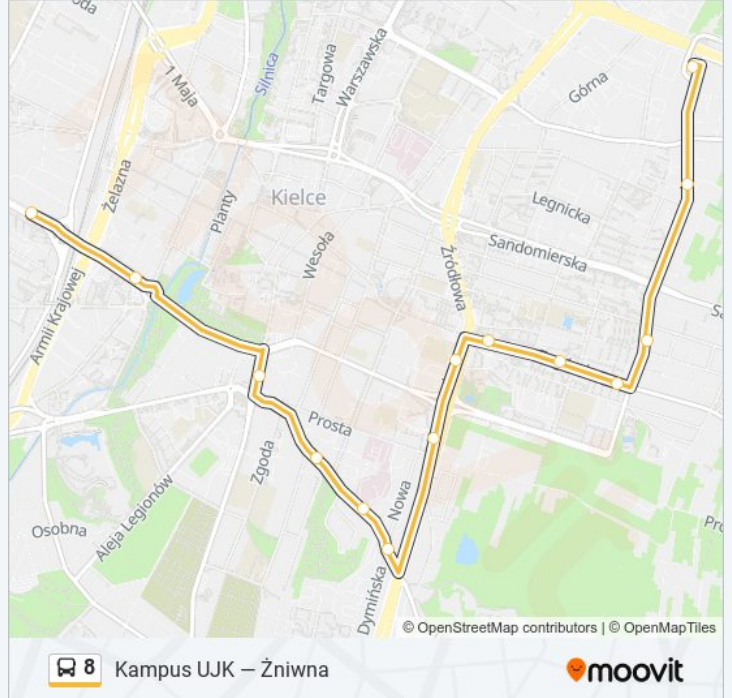 oda
Silnica
Targowa
Warszawska
1 Maja
Górna
Żelazna
Planty
Kielce
Legnicka
Wesoła
Źródłowa
Sandomierska
Armii Krajowej
Prosta
Zgoda
Nowa
Aleja Legionów
Osobna
Dymińska
© OpenStreetMap contributors | © OpenMapTiles
8 Kampus UJK — Żniwna
moovit